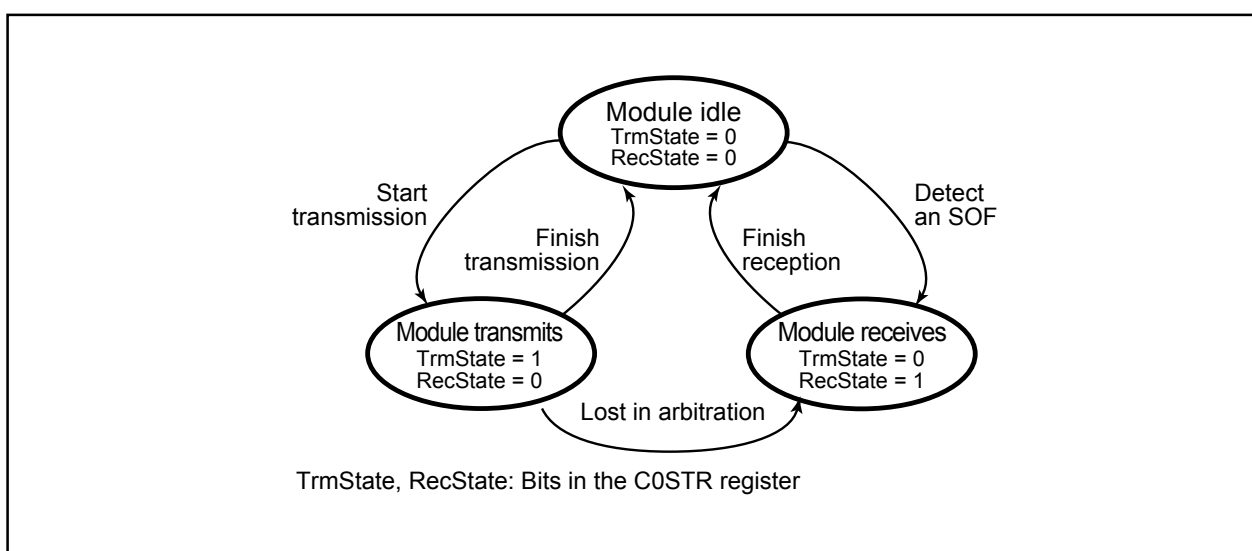 Module idle
TrmState = 0
RecState = 0
Start
transmission
Finish
transmission
Finish
reception
Detect
an SOF
Module transmits
TrmState = 1
RecState = 0
Module receives
TrmState = 0
RecState = 1
Lost in arbitration
TrmState, RecState: Bits in the C0STR register